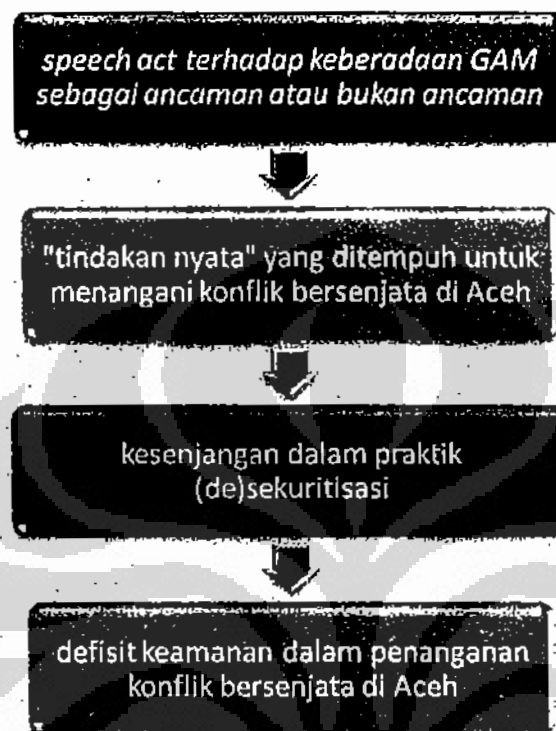 speech act terhadap keberadaan GAM
sebagai ancaman atau bukan ancaman
"tindakan nyata" yang ditempuh untuk
menangani konflik bersenjata di Aceh
kesenjangan dalam praktik
(de)sekuritisasi
defisit keamanan dalam penanganan
konflik bersenjata di Aceh